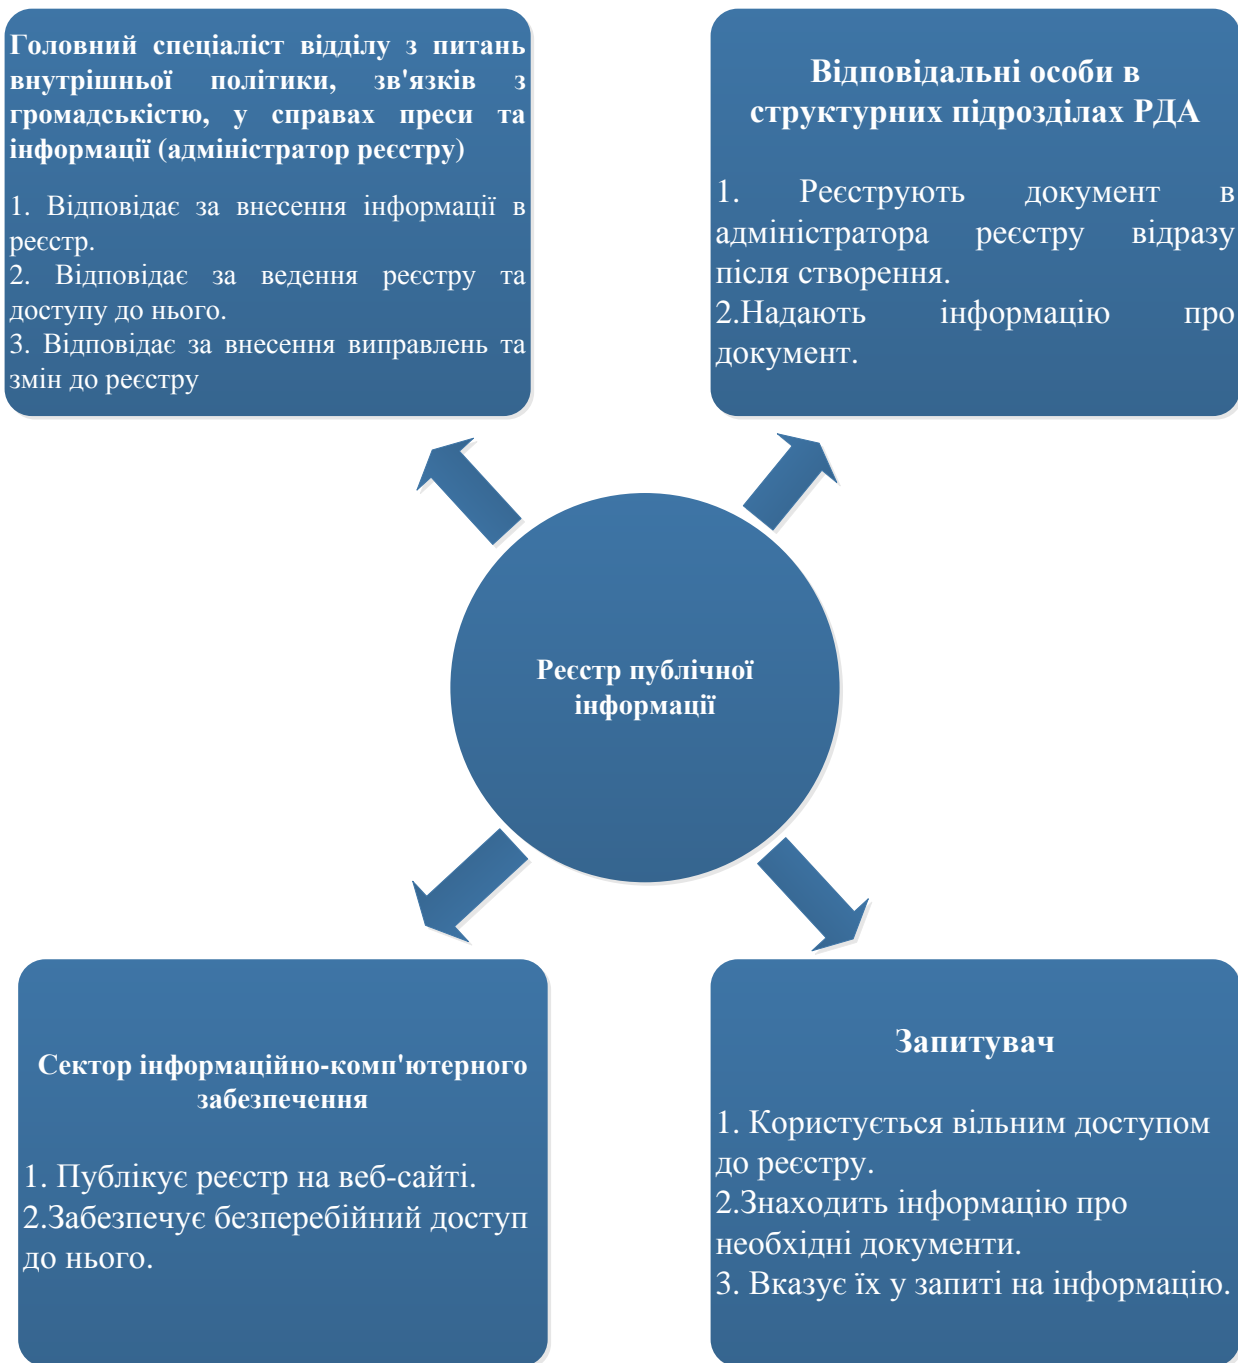 Головний спеціаліст відділу з питань
внутрішньої політики, зв'язків з
громадськістю, у справах преси та
інформації (адміністратор реєстру)
1. Відповідає за внесення інформації в
реєстр.
2. Відповідає за ведення реєстру та
доступу до нього.
3. Відповідає за внесення виправлень та
змін до реєстру
Відповідальні особи в
структурних підрозділах РДА
1. Реєструють документ в
адміністратора реєстру відразу
після створення.
2.Надають інформацію про
документ.
Реєстр публічної
інформації
Сектор інформаційно-комп'ютерного
забезпечення
1. Публікує реєстр на веб-сайті.
2.Забезпечує безперебійний доступ
до нього.
Запитувач
1. Користується вільним доступом
до реєстру.
2.Знаходить інформацію про
необхідні документи.
3. Вказує їх у запиті на інформацію.